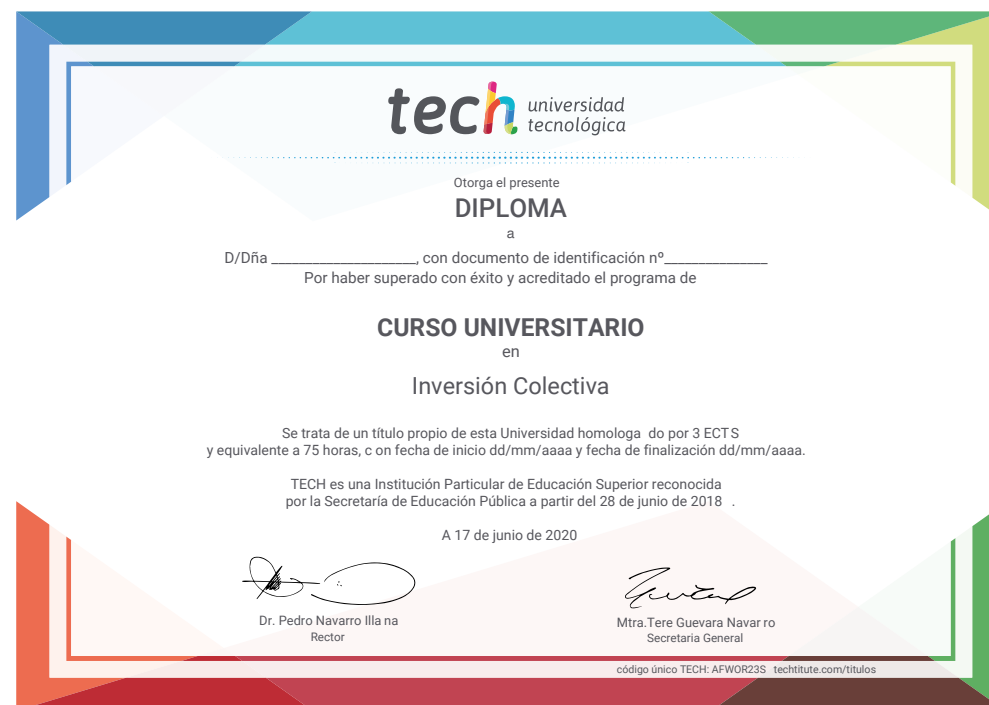 tech universidad
tecnológica
Otorga el presente
DIPLOMA
a
D/Dña ____________________, con documento de identificación nº______________
Por haber superado con éxito y acreditado el programa de
CURSO UNIVERSITARIO
en
Inversión Colectiva
Se trata de un título propio de esta Universidad homologa do por 3 ECTS
y equivalente a 75 horas, c on fecha de inicio dd/mm/aaaa y fecha de finalización dd/mm/aaaa.
TECH es una Institución Particular de Educación Superior reconocida
por la Secretaría de Educación Pública a partir del 28 de junio de 2018 .
A 17 de junio de 2020
Dr. Pedro Navarro Illa na
Rector
Mtra.Tere Guevara Navar ro
Secretaria General
código único TECH: AFWOR23S techtitute.com/titulos